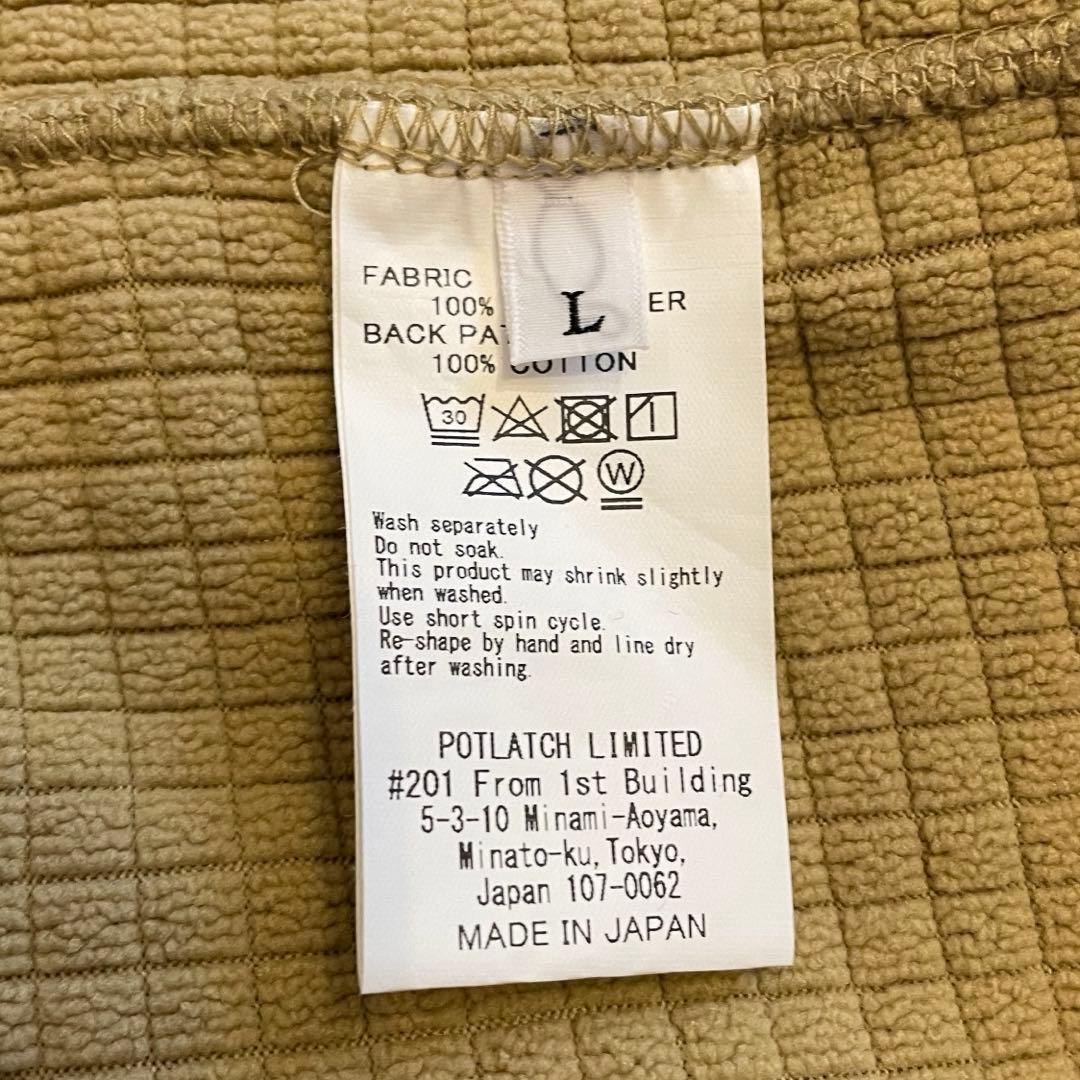 FABRIC
100% ER
L
BACK PAT
100% COTTON
30
W
Wash separately
Do not soak.
This product may shrink slightly
when washed.
Use short spin cycle.
Re-shape by hand and line dry
after washing.
POTLATCH LIMITED
#201 From 1st Building
5-3-10 Minami-Aoyama,
Minato-ku, Tokyo,
Japan 107-0062
MADE IN JAPAN